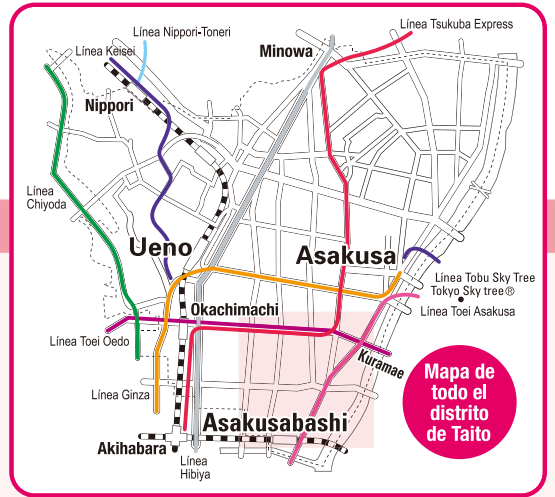 Línea Nippori-Toneri
Línea Tsukuba Express
Línea Keisei
Minowa
Nippori
Línea
Chiyoda
Ueno
Asakusa
Línea Tobu Sky Tree
Tokyo Sky tree®
Línea Toei Asakusa
Okachimachi
Línea Toei Oedo
Kuramae
Mapa de
todo el
distrito
de Taito
Línea Ginza
Asakusabashi
Akihabara
Línea
Hibiya